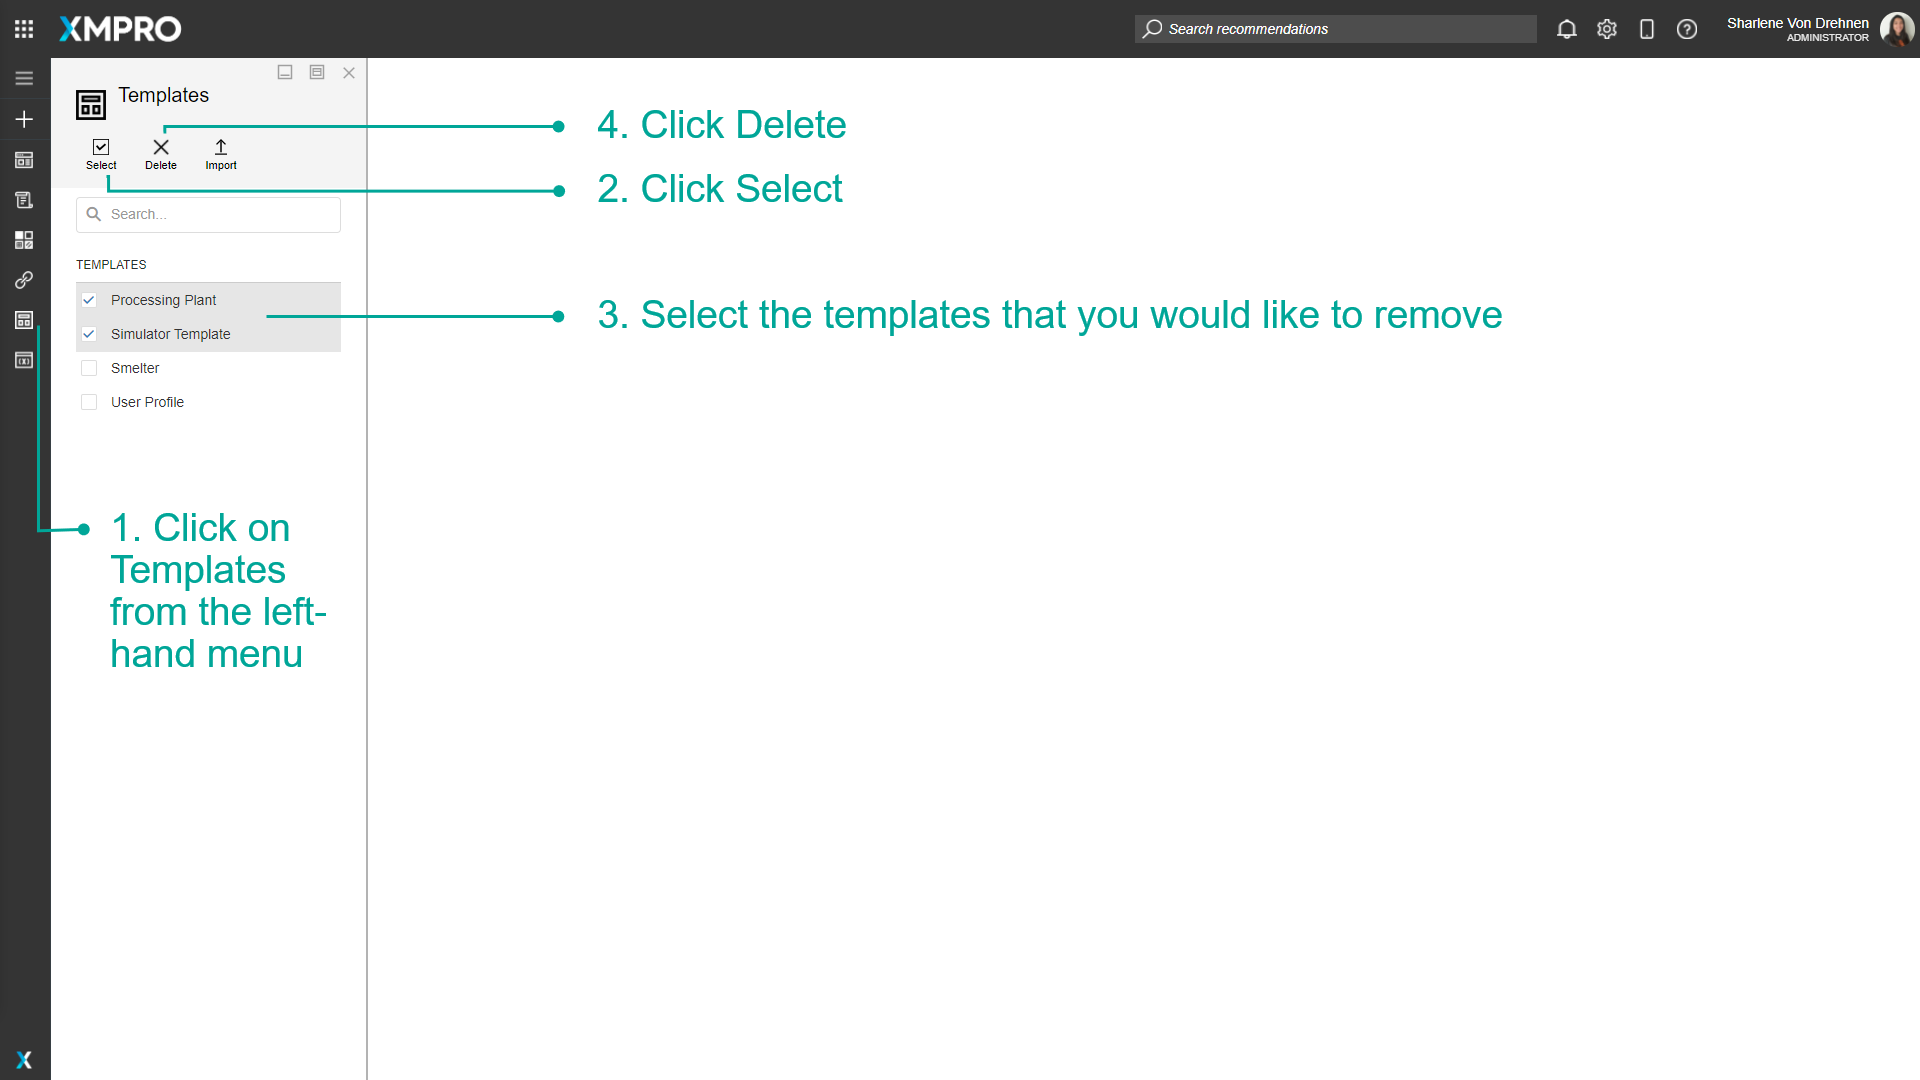 XMPRO
Search recommendations
Sharlene Von Drehnen
ADMINISTRATOR
Templates
Select
Delete
Import
4. Click Delete
2. Click Select
Search...
TEMPLATES
Processing Plant
Simulator Template
Smelter
User Profile
3. Select the templates that you would like to remove
1. Click on
Templates
from the left-
hand menu